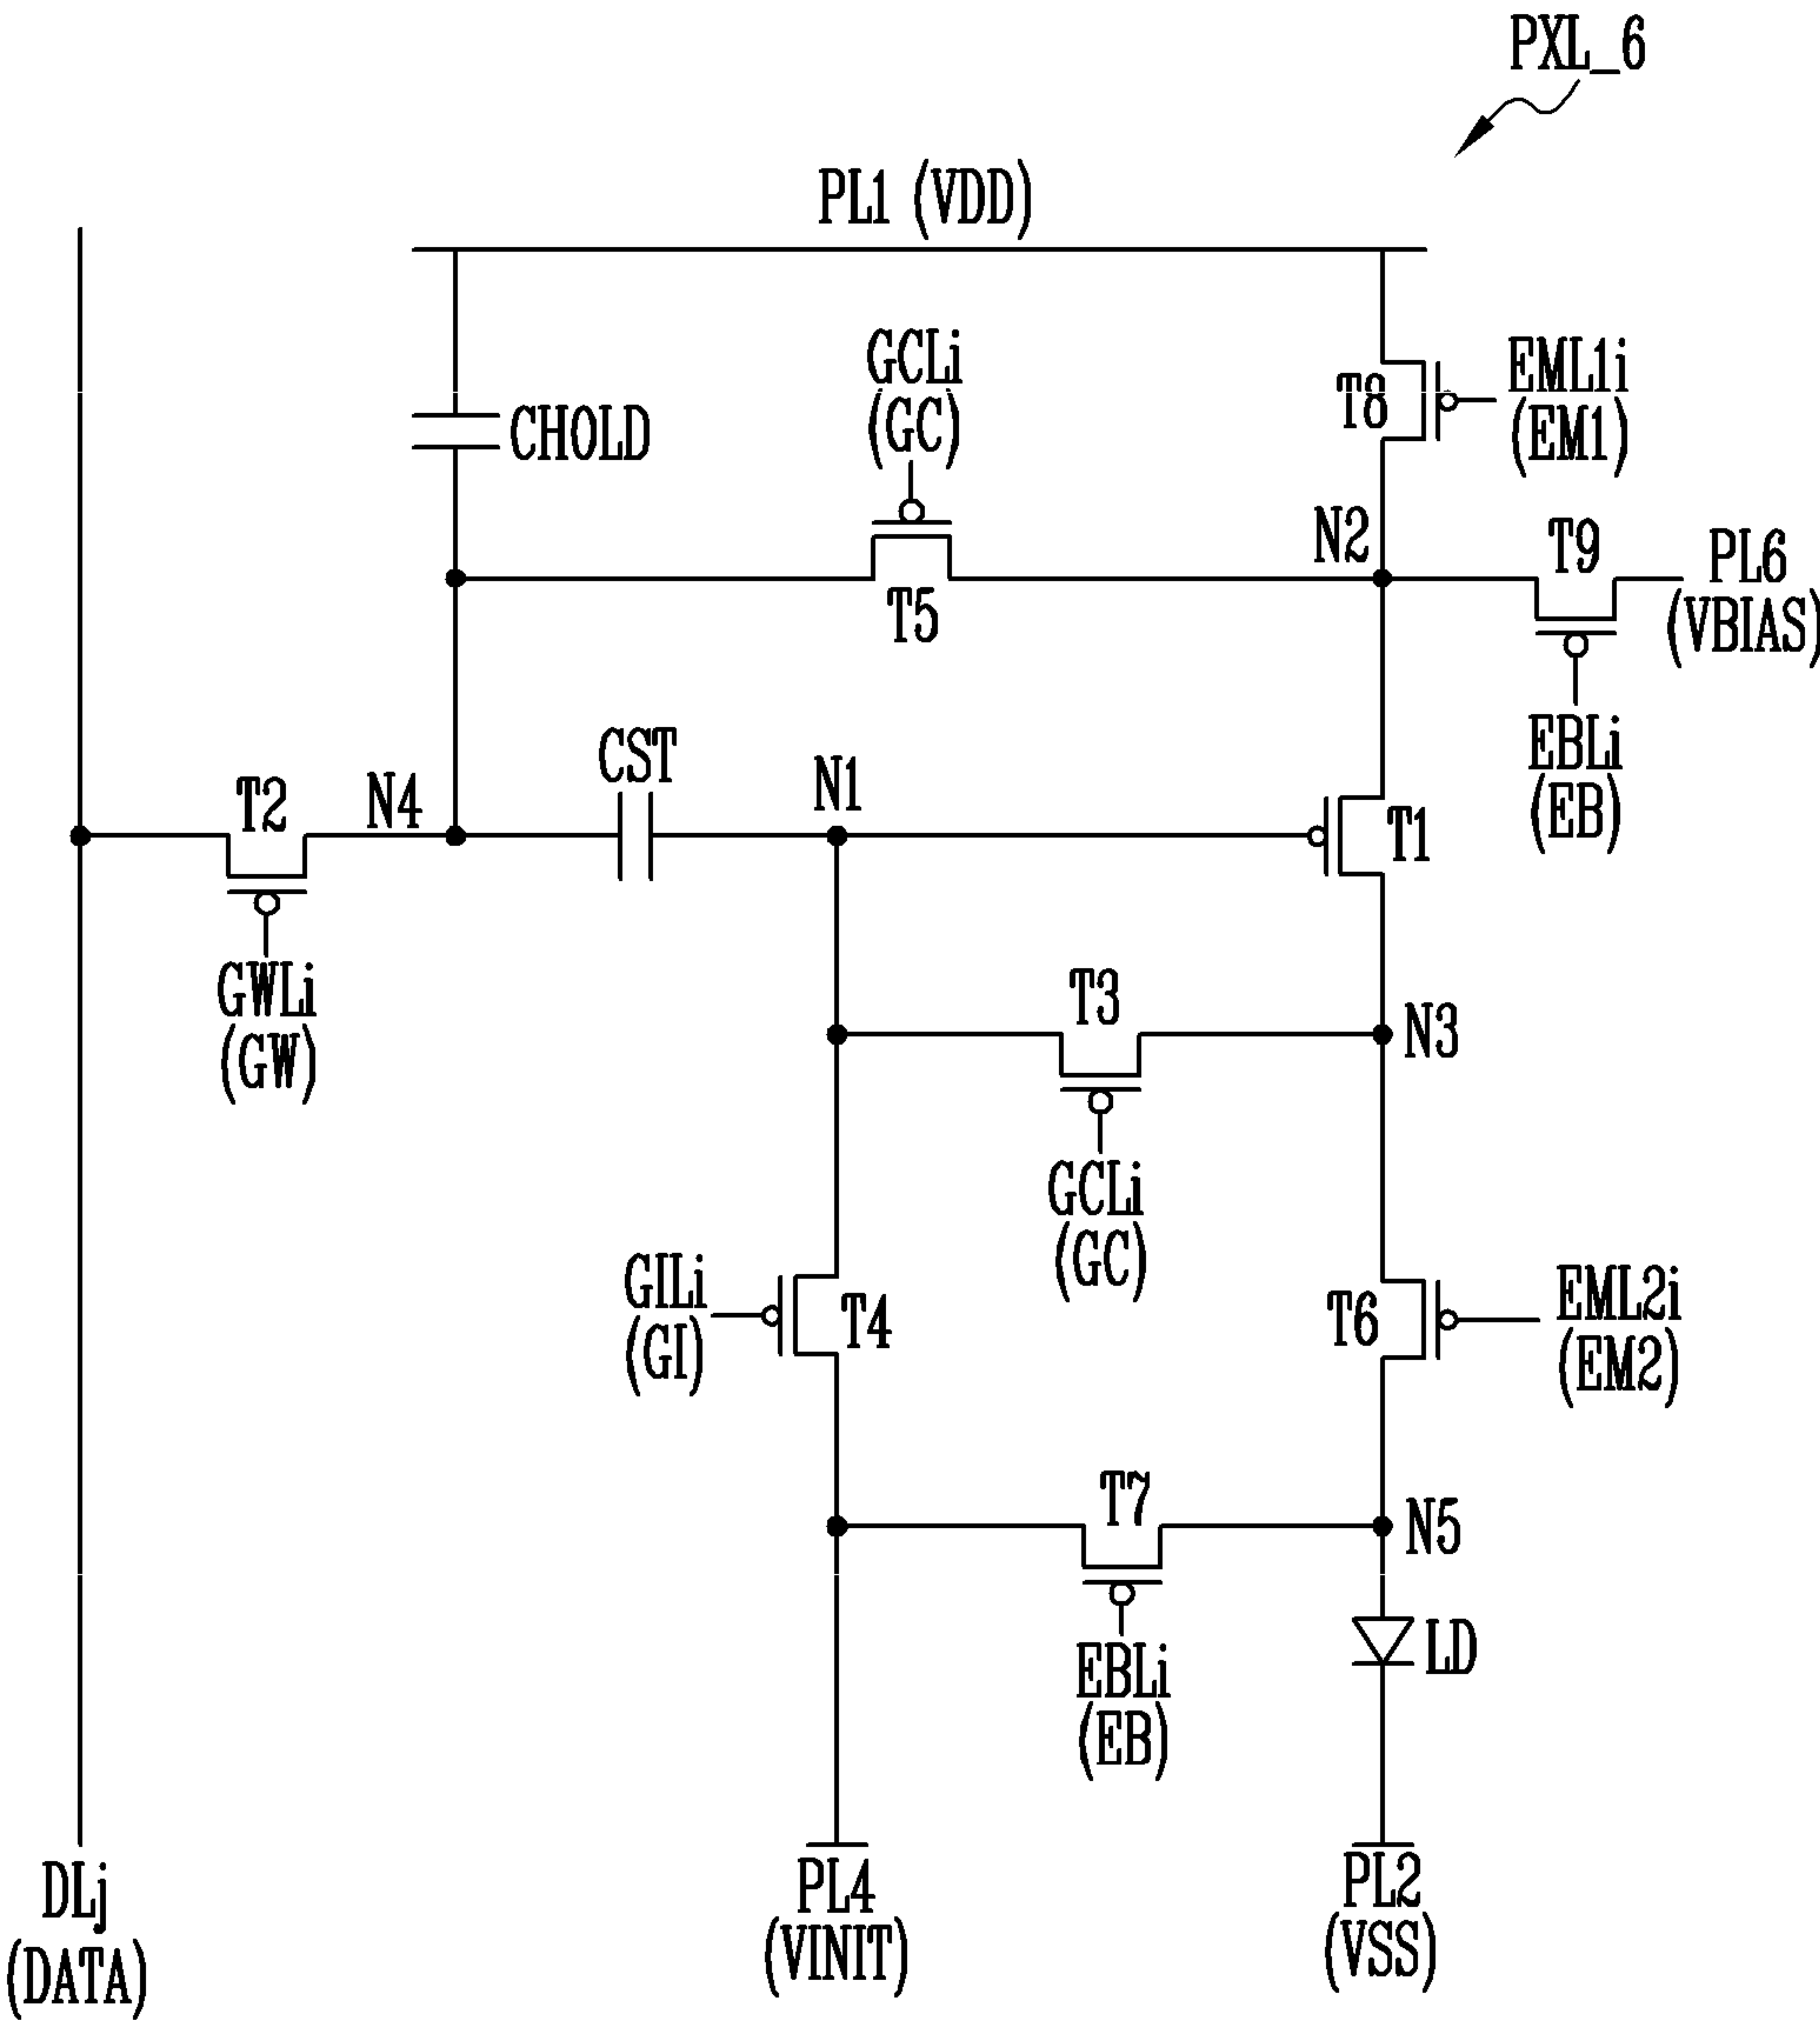 PXL_6
PL1 (VDD)
GCLi
(GC)
EML1i
(EM1)
T8
CHOLD
N2
T9
PL6
(VBIAS)
T5
EBLi
(EB)
CST
N1
T2
N4
T1
GWLi
(GW)
T3
N3
GCLi
(GC)
GILi
(GI)
T4
T6
EML2i
(EM2)
T7
N5
EBLi
(EB)
LD
DLj
(DATA)
PL4
(VINIT)
PL2
(VSS)